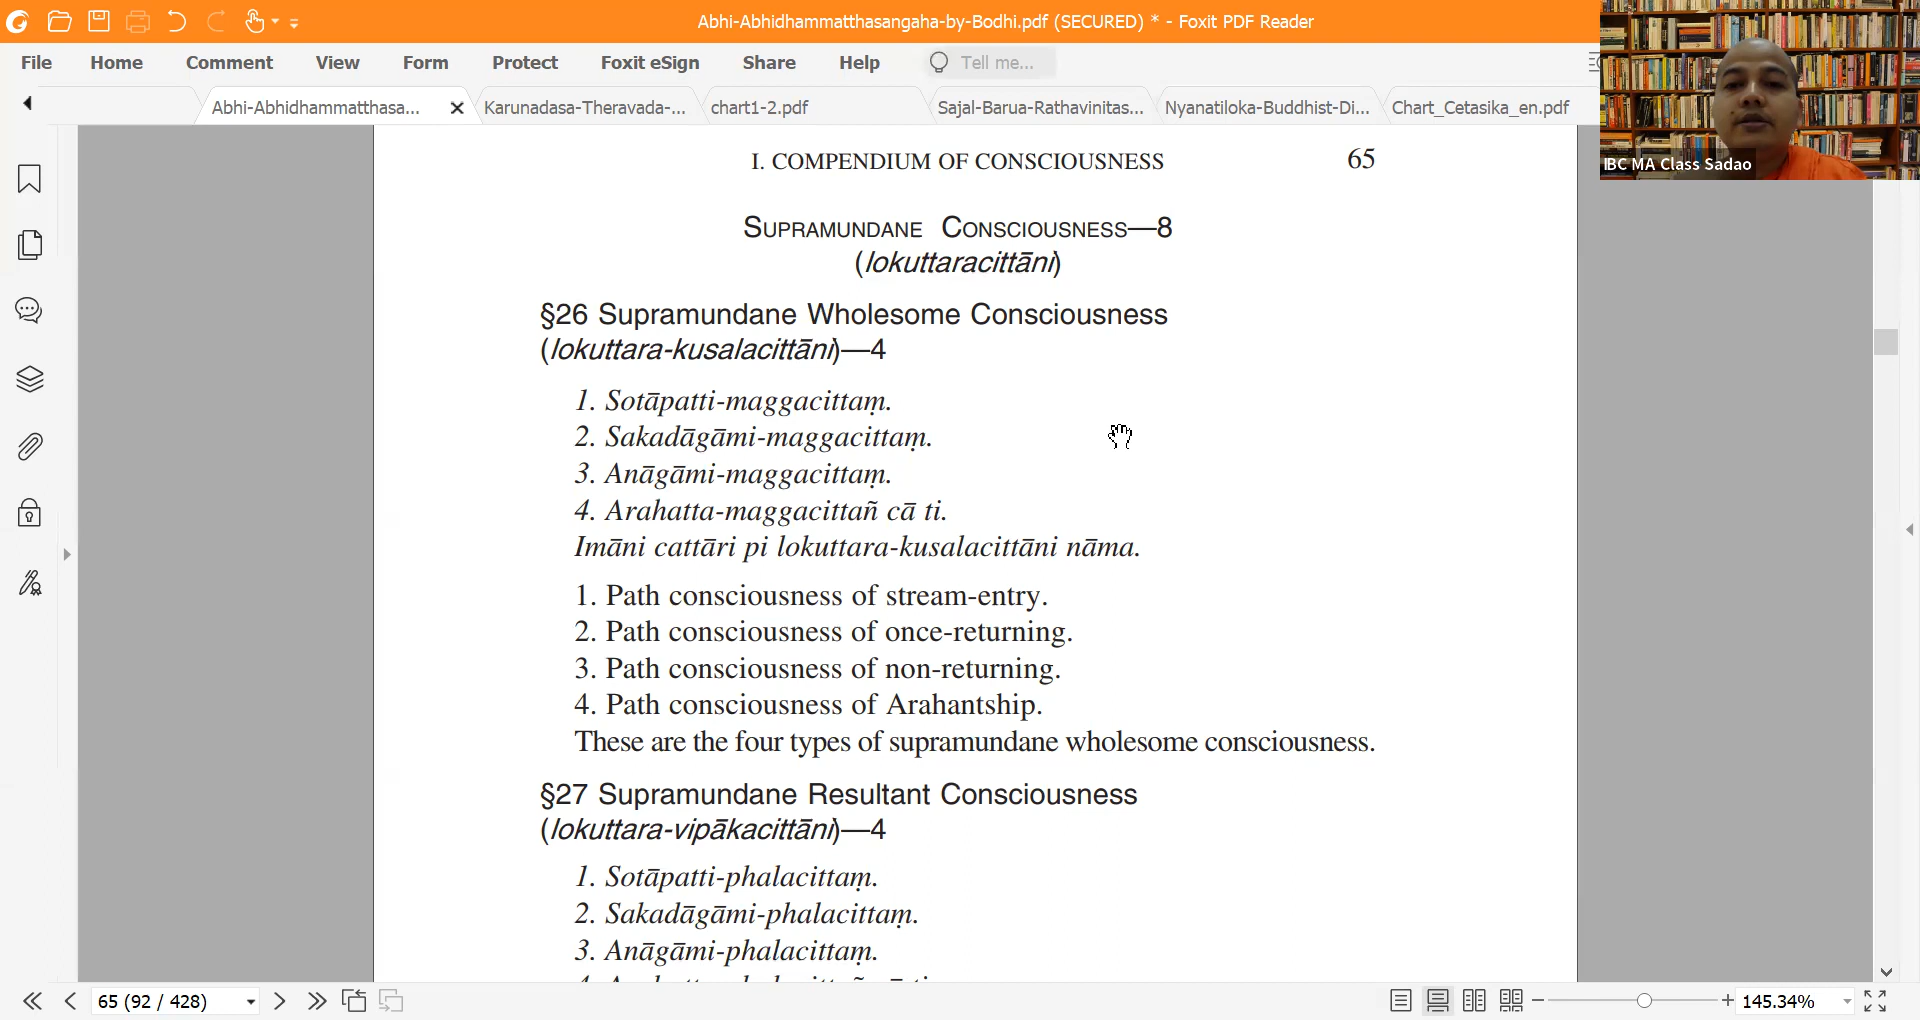 Abhi-Abhidhammatthasangaha-by-Bodhi.pdf (SECURED) * - Foxit PDF Reader
File Home Comment View Form Protect Foxit eSign Share Help Tell me...
Abhi-Abhidhammatthasa... Karunadasa-Theravada-... chart1-2.pdf Sajal-Barua-Rathavinitas... Nyanatiloka-Buddhist-Di... Chart_Cetasika_en.pdf
IBC MA Class Sadao
I. COMPENDIUM OF CONSCIOUSNESS 65
SUPRAMUNDANE CONSCIOUSNESS—8
(lokuttaracittāni)
§26 Supramundane Wholesome Consciousness
(lokuttara-kusalacittāni)—4
1. Sotāpatti-maggacittaṃ.
2. Sakadāgāmi-maggacittaṃ.
3. Anāgāmi-maggacittaṃ.
4. Arahatta-maggacittañ cā ti.
Imāni cattāri pi lokuttara-kusalacittāni nāma.
1. Path consciousness of stream-entry.
2. Path consciousness of once-returning.
3. Path consciousness of non-returning.
4. Path consciousness of Arahantship.
These are the four types of supramundane wholesome consciousness.
§27 Supramundane Resultant Consciousness
(lokuttara-vipākacittāni)—4
1. Sotāpatti-phalacittaṃ.
2. Sakadāgāmi-phalacittaṃ.
3. Anāgāmi-phalacittaṃ.
65 (92 / 428) 145.34%